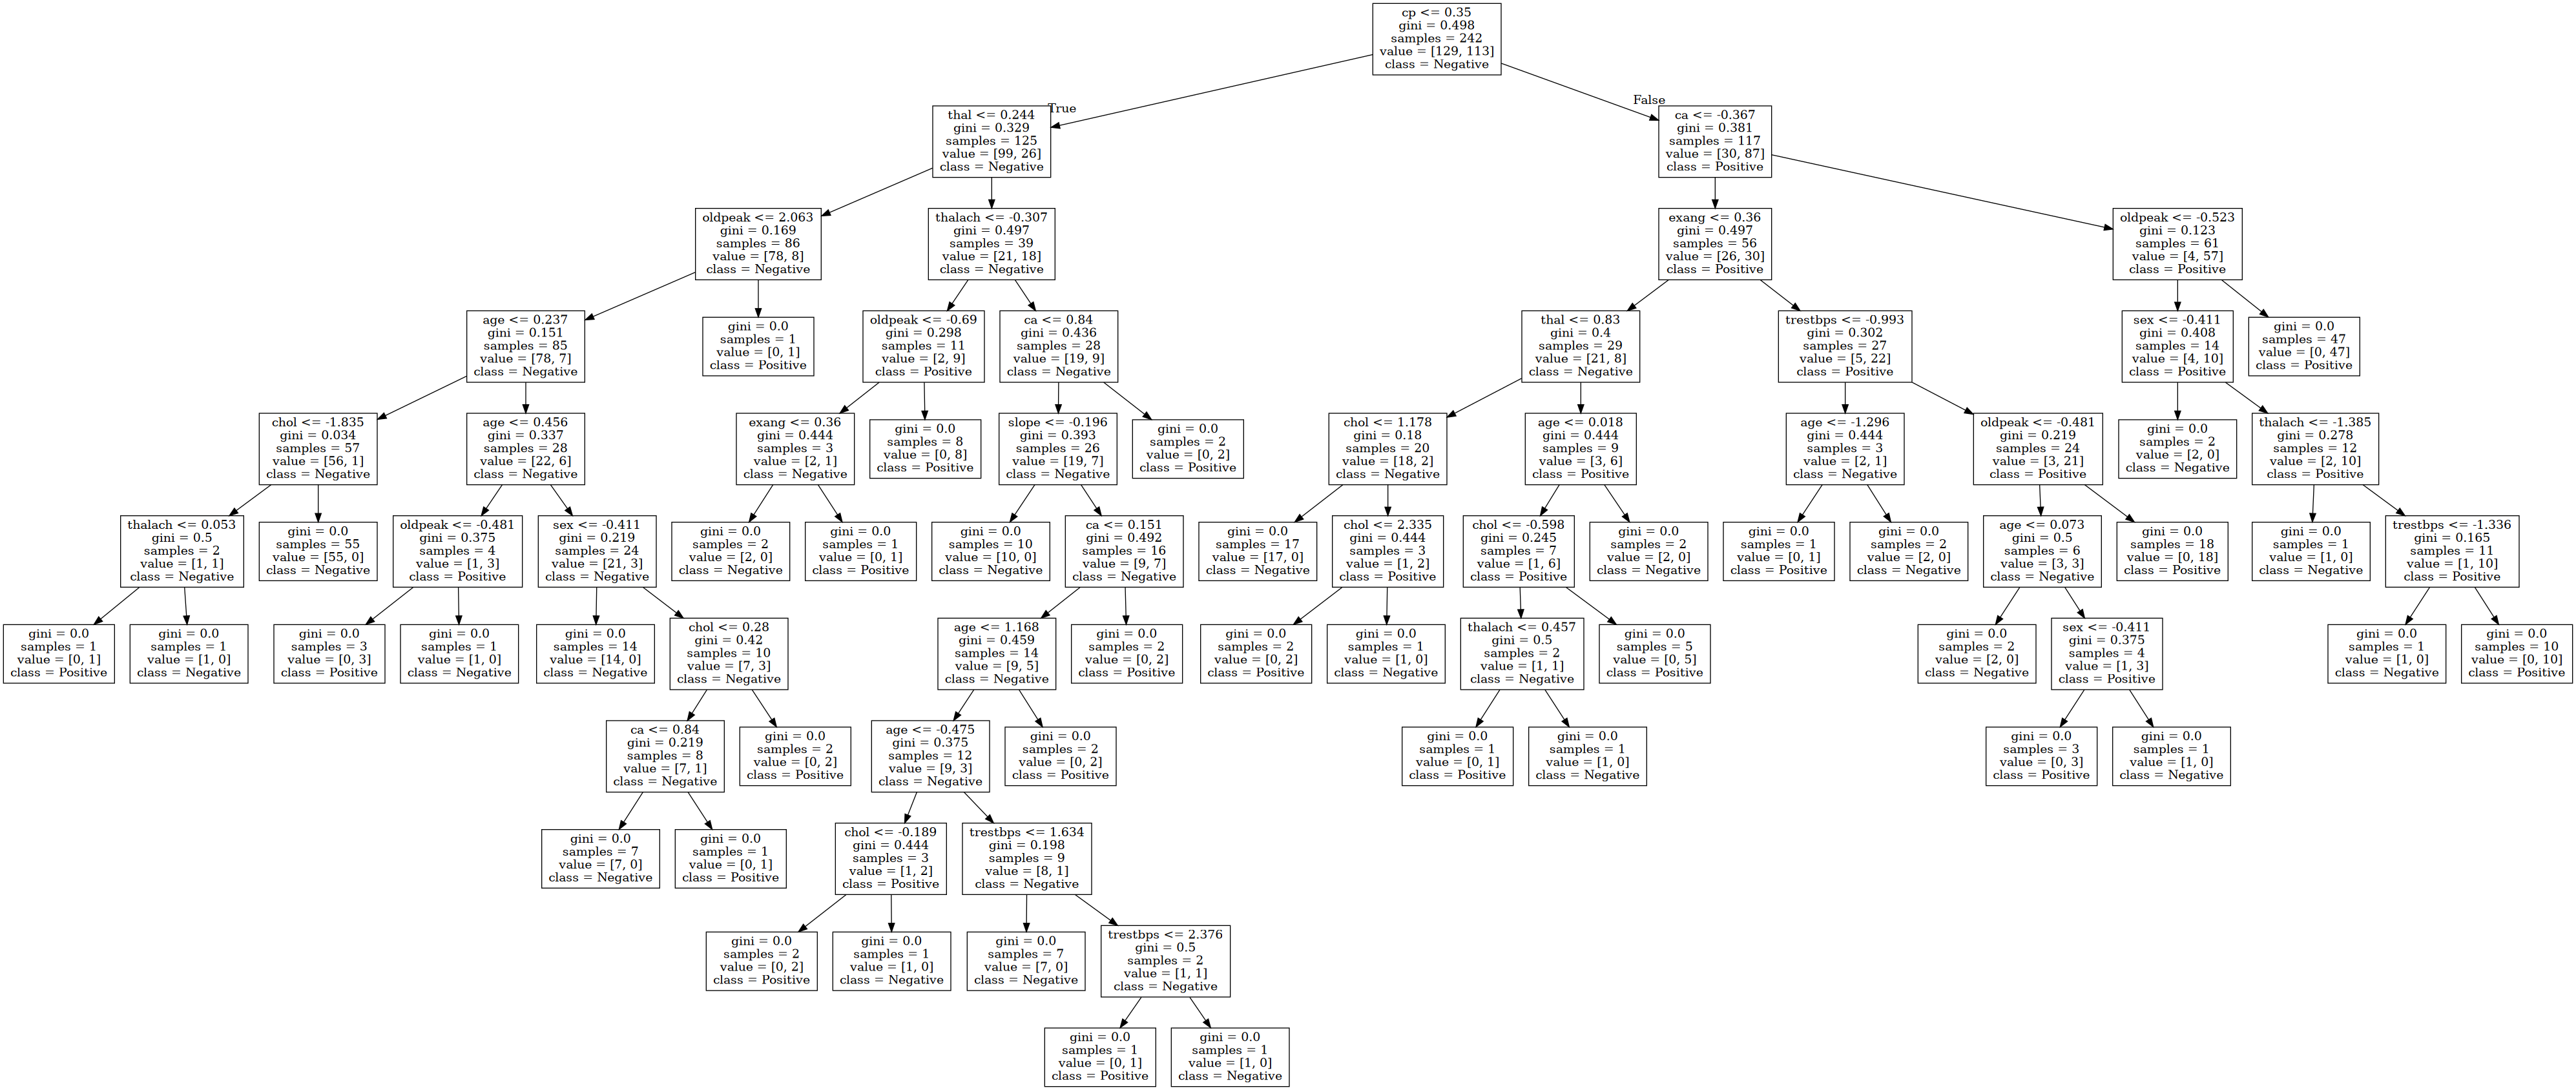 cp <= 0.35
gini = 0.498
samples = 242
value = [129, 113]
class = Negative
True
False
thal <= 0.244
gini = 0.329
samples = 125
value = [99, 26]
class = Negative
ca <= -0.367
gini = 0.381
samples = 117
value = [30, 87]
class = Positive
oldpeak <= 2.063
gini = 0.169
samples = 86
value = [78, 8]
class = Negative
thalach <= -0.307
gini = 0.497
samples = 39
value = [21, 18]
class = Negative
exang <= 0.36
gini = 0.497
samples = 56
value = [26, 30]
class = Positive
oldpeak <= -0.523
gini = 0.123
samples = 61
value = [4, 57]
class = Positive
age <= 0.237
gini = 0.151
samples = 85
value = [78, 7]
class = Negative
gini = 0.0
samples = 1
value = [0, 1]
class = Positive
oldpeak <= -0.69
gini = 0.298
samples = 11
value = [2, 9]
class = Positive
ca <= 0.84
gini = 0.436
samples = 28
value = [19, 9]
class = Negative
thal <= 0.83
gini = 0.4
samples = 29
value = [21, 8]
class = Negative
trestbps <= -0.993
gini = 0.302
samples = 27
value = [5, 22]
class = Positive
sex <= -0.411
gini = 0.408
samples = 14
value = [4, 10]
class = Positive
gini = 0.0
samples = 47
value = [0, 47]
class = Positive
chol <= -1.835
gini = 0.034
samples = 57
value = [56, 1]
class = Negative
age <= 0.456
gini = 0.337
samples = 28
value = [22, 6]
class = Negative
exang <= 0.36
gini = 0.444
samples = 3
value = [2, 1]
class = Negative
gini = 0.0
samples = 8
value = [0, 8]
class = Positive
slope <= -0.196
gini = 0.393
samples = 26
value = [19, 7]
class = Negative
gini = 0.0
samples = 2
value = [0, 2]
class = Positive
chol <= 1.178
gini = 0.18
samples = 20
value = [18, 2]
class = Negative
age <= 0.018
gini = 0.444
samples = 9
value = [3, 6]
class = Positive
age <= -1.296
gini = 0.444
samples = 3
value = [2, 1]
class = Negative
oldpeak <= -0.481
gini = 0.219
samples = 24
value = [3, 21]
class = Positive
gini = 0.0
samples = 2
value = [2, 0]
class = Negative
thalach <= -1.385
gini = 0.278
samples = 12
value = [2, 10]
class = Positive
thalach <= 0.053
gini = 0.5
samples = 2
value = [1, 1]
class = Negative
gini = 0.0
samples = 55
value = [55, 0]
class = Negative
oldpeak <= -0.481
gini = 0.375
samples = 4
value = [1, 3]
class = Positive
sex <= -0.411
gini = 0.219
samples = 24
value = [21, 3]
class = Negative
gini = 0.0
samples = 2
value = [2, 0]
class = Negative
gini = 0.0
samples = 1
value = [0, 1]
class = Positive
gini = 0.0
samples = 10
value = [10, 0]
class = Negative
ca <= 0.151
gini = 0.492
samples = 16
value = [9, 7]
class = Negative
gini = 0.0
samples = 17
value = [17, 0]
class = Negative
chol <= 2.335
gini = 0.444
samples = 3
value = [1, 2]
class = Positive
chol <= -0.598
gini = 0.245
samples = 7
value = [1, 6]
class = Positive
gini = 0.0
samples = 2
value = [2, 0]
class = Negative
gini = 0.0
samples = 1
value = [0, 1]
class = Positive
gini = 0.0
samples = 2
value = [2, 0]
class = Negative
age <= 0.073
gini = 0.5
samples = 6
value = [3, 3]
class = Negative
gini = 0.0
samples = 18
value = [0, 18]
class = Positive
gini = 0.0
samples = 1
value = [1, 0]
class = Negative
trestbps <= -1.336
gini = 0.165
samples = 11
value = [1, 10]
class = Positive
gini = 0.0
samples = 1
value = [0, 1]
class = Positive
gini = 0.0
samples = 1
value = [1, 0]
class = Negative
gini = 0.0
samples = 3
value = [0, 3]
class = Positive
gini = 0.0
samples = 1
value = [1, 0]
class = Negative
gini = 0.0
samples = 14
value = [14, 0]
class = Negative
chol <= 0.28
gini = 0.42
samples = 10
value = [7, 3]
class = Negative
age <= 1.168
gini = 0.459
samples = 14
value = [9, 5]
class = Negative
gini = 0.0
samples = 2
value = [0, 2]
class = Positive
gini = 0.0
samples = 2
value = [0, 2]
class = Positive
gini = 0.0
samples = 1
value = [1, 0]
class = Negative
thalach <= 0.457
gini = 0.5
samples = 2
value = [1, 1]
class = Negative
gini = 0.0
samples = 5
value = [0, 5]
class = Positive
gini = 0.0
samples = 2
value = [2, 0]
class = Negative
sex <= -0.411
gini = 0.375
samples = 4
value = [1, 3]
class = Positive
gini = 0.0
samples = 1
value = [1, 0]
class = Negative
gini = 0.0
samples = 10
value = [0, 10]
class = Positive
ca <= 0.84
gini = 0.219
samples = 8
value = [7, 1]
class = Negative
gini = 0.0
samples = 2
value = [0, 2]
class = Positive
age <= -0.475
gini = 0.375
samples = 12
value = [9, 3]
class = Negative
gini = 0.0
samples = 2
value = [0, 2]
class = Positive
gini = 0.0
samples = 1
value = [0, 1]
class = Positive
gini = 0.0
samples = 1
value = [1, 0]
class = Negative
gini = 0.0
samples = 3
value = [0, 3]
class = Positive
gini = 0.0
samples = 1
value = [1, 0]
class = Negative
gini = 0.0
samples = 7
value = [7, 0]
class = Negative
gini = 0.0
samples = 1
value = [0, 1]
class = Positive
chol <= -0.189
gini = 0.444
samples = 3
value = [1, 2]
class = Positive
trestbps <= 1.634
gini = 0.198
samples = 9
value = [8, 1]
class = Negative
gini = 0.0
samples = 2
value = [0, 2]
class = Positive
gini = 0.0
samples = 1
value = [1, 0]
class = Negative
gini = 0.0
samples = 7
value = [7, 0]
class = Negative
trestbps <= 2.376
gini = 0.5
samples = 2
value = [1, 1]
class = Negative
gini = 0.0
samples = 1
value = [0, 1]
class = Positive
gini = 0.0
samples = 1
value = [1, 0]
class = Negative